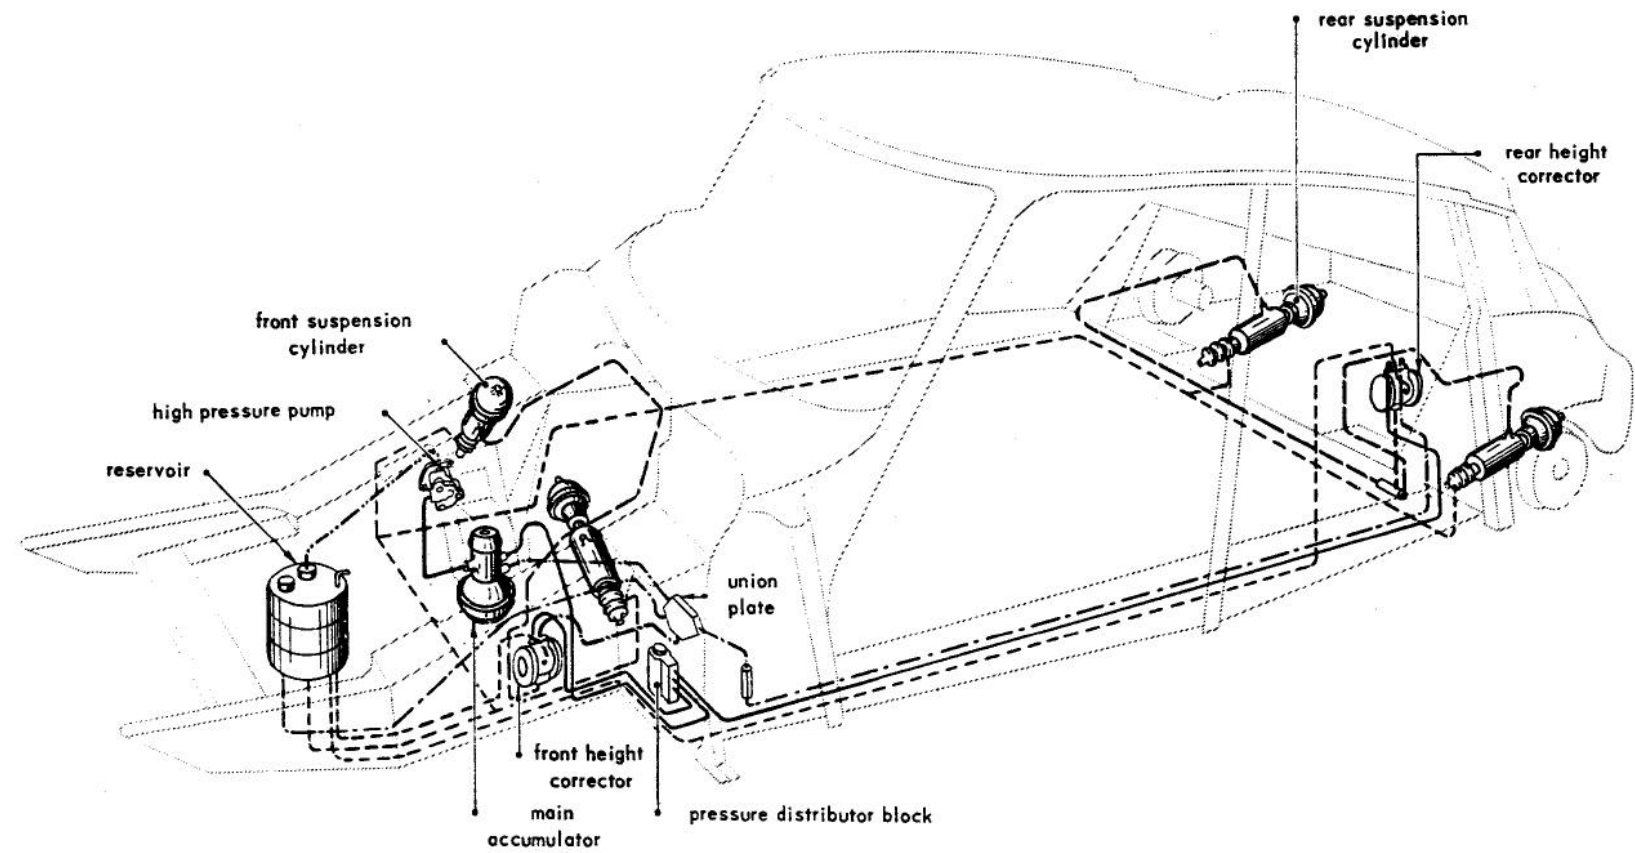 rear suspension
cylinder
rear height
corrector
front suspension
cylinder
high pressure pump
reservoir
union
plate
front height
corrector
main
accumulator
pressure distributor block